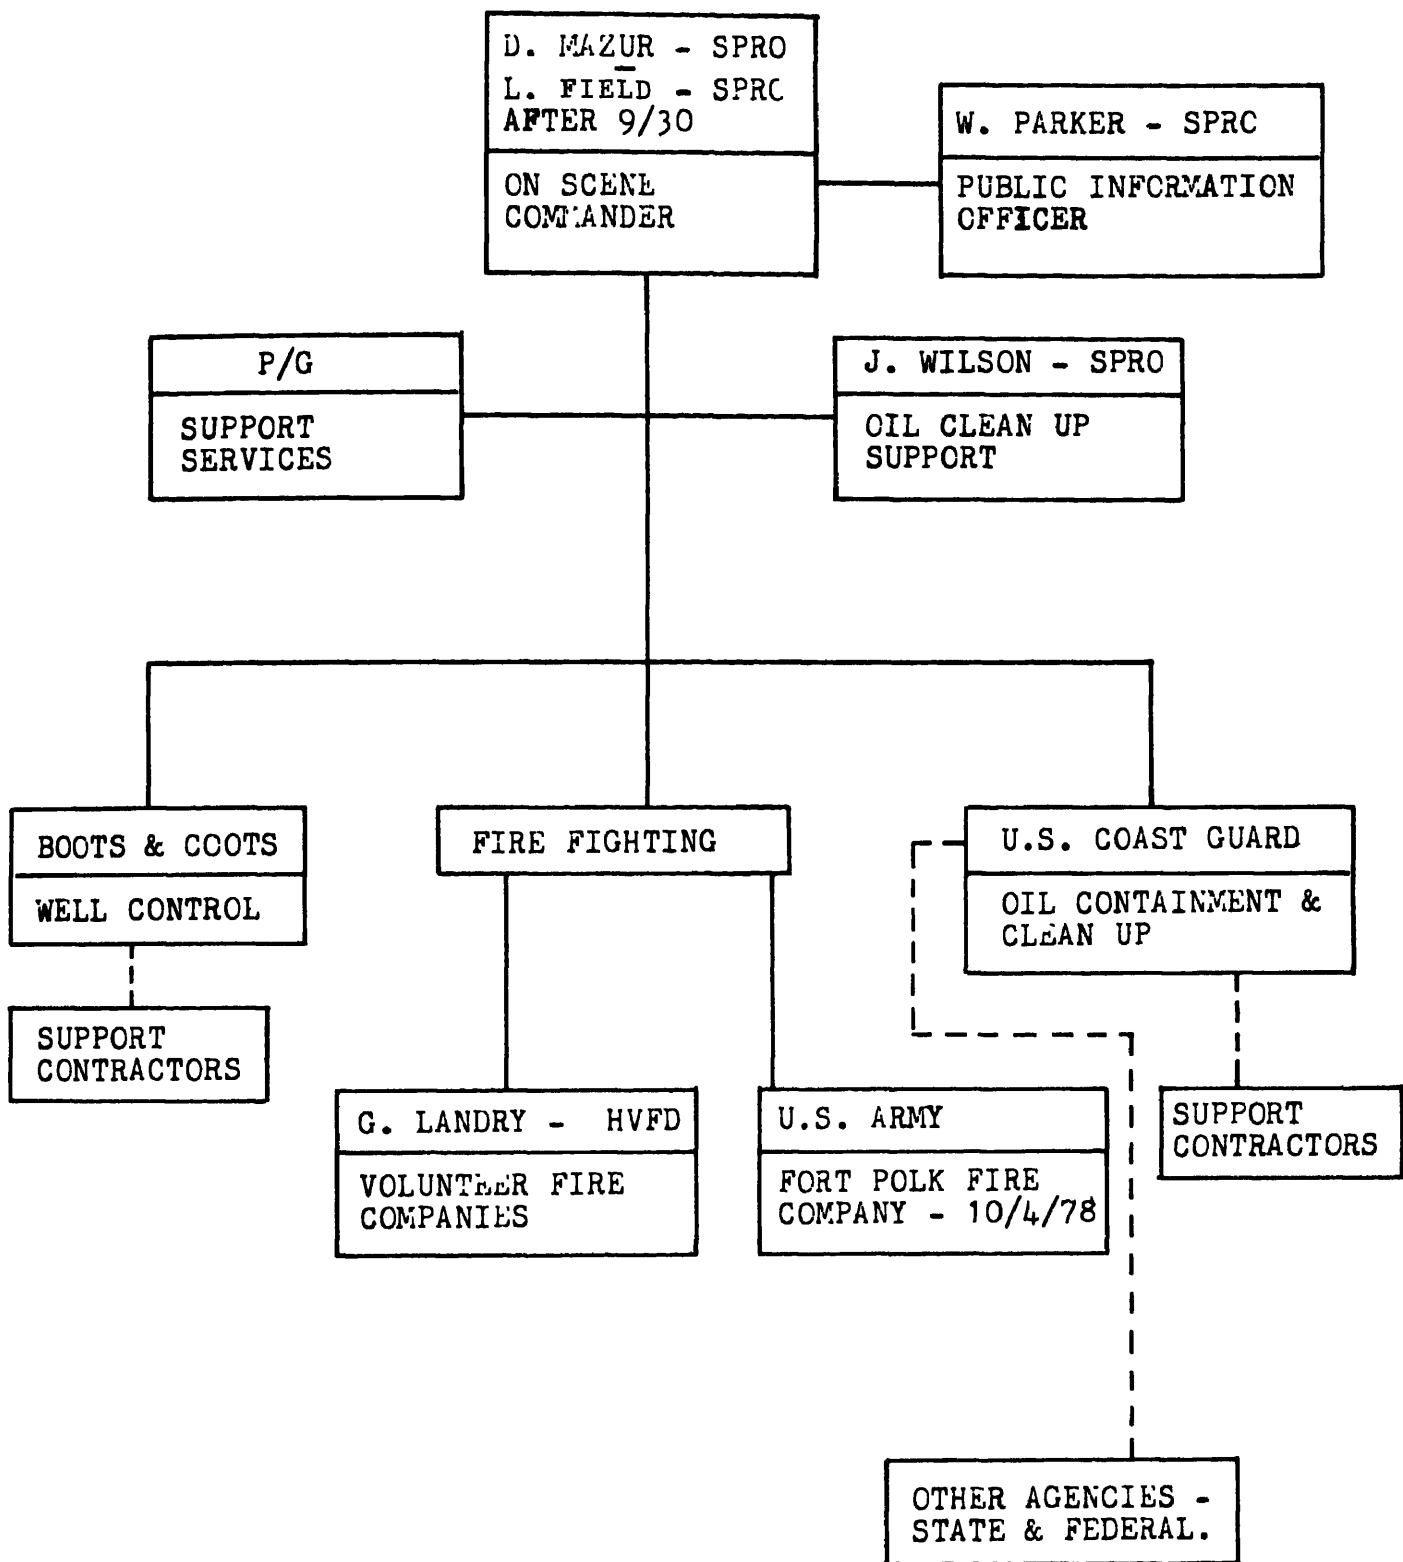 D. MAZUR - SPRO
L. FIELD - SPRO
AFTER 9/30
ON SCENE
COMMANDER
W. PARKER - SPRO
PUBLIC INFORMATION
OFFICER
P/G
SUPPORT
SERVICES
J. WILSON - SPRO
OIL CLEAN UP
SUPPORT
BOOTS & COOTS
WELL CONTROL
SUPPORT
CONTRACTORS
FIRE FIGHTING
U.S. COAST GUARD
OIL CONTAINMENT &
CLEAN UP
G. LANDRY - HVFD
VOLUNTEER FIRE
COMPANIES
U.S. ARMY
FORT POLK FIRE
COMPANY - 10/4/78
SUPPORT
CONTRACTORS
OTHER AGENCIES -
STATE & FEDERAL.